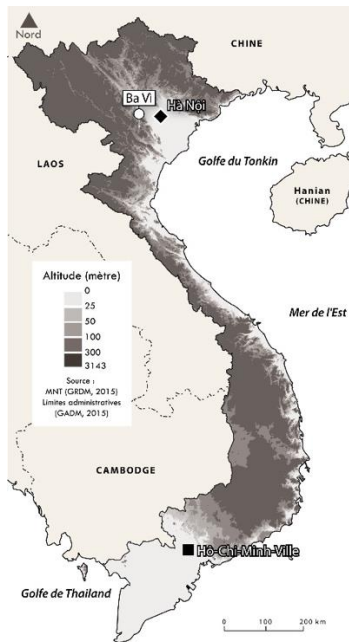 Nord
CHINE
Ba Vì
Hà Nôi
LAOS
Golfe du Tonkin
Hanian
(CHINE)
Altitude (mètre)
0
25
50
100
300
3143
Source :
MNT (GRDM, 2015)
Límites administratives
(GADM, 2015)
Mer de l'Est
CAMBODGE
Hô-Chi-Minh-Ville
Golfe de Thailand
0 100 200 km